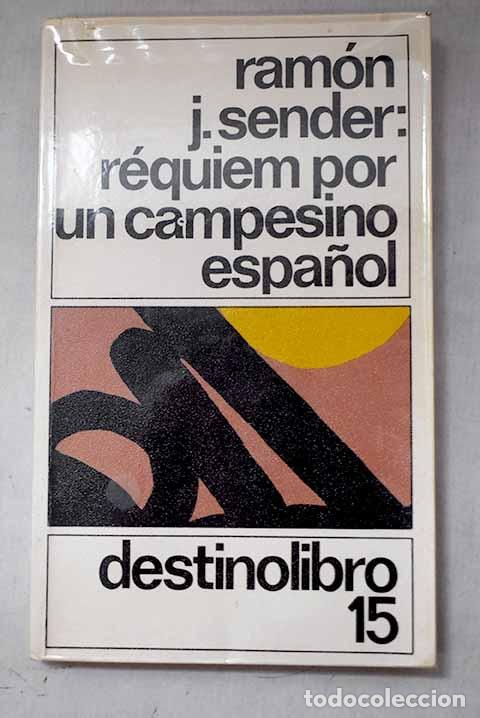 ramón
j.sender:
réquiem por
un campesino
español
destinolibro
15
todocoleccion